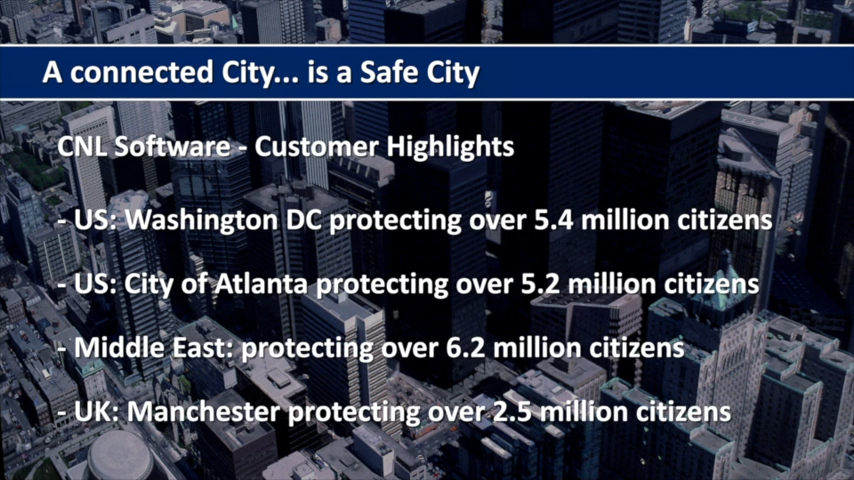 A connected City... is a Safe City
CNL Software - Customer Highlights
- US: Washington DC protecting over 5.4 million citizens
- US: City of Atlanta protecting over 5.2 million citizens
- Middle East: protecting over 6.2 million citizens
- UK: Manchester protecting over 2.5 million citizens